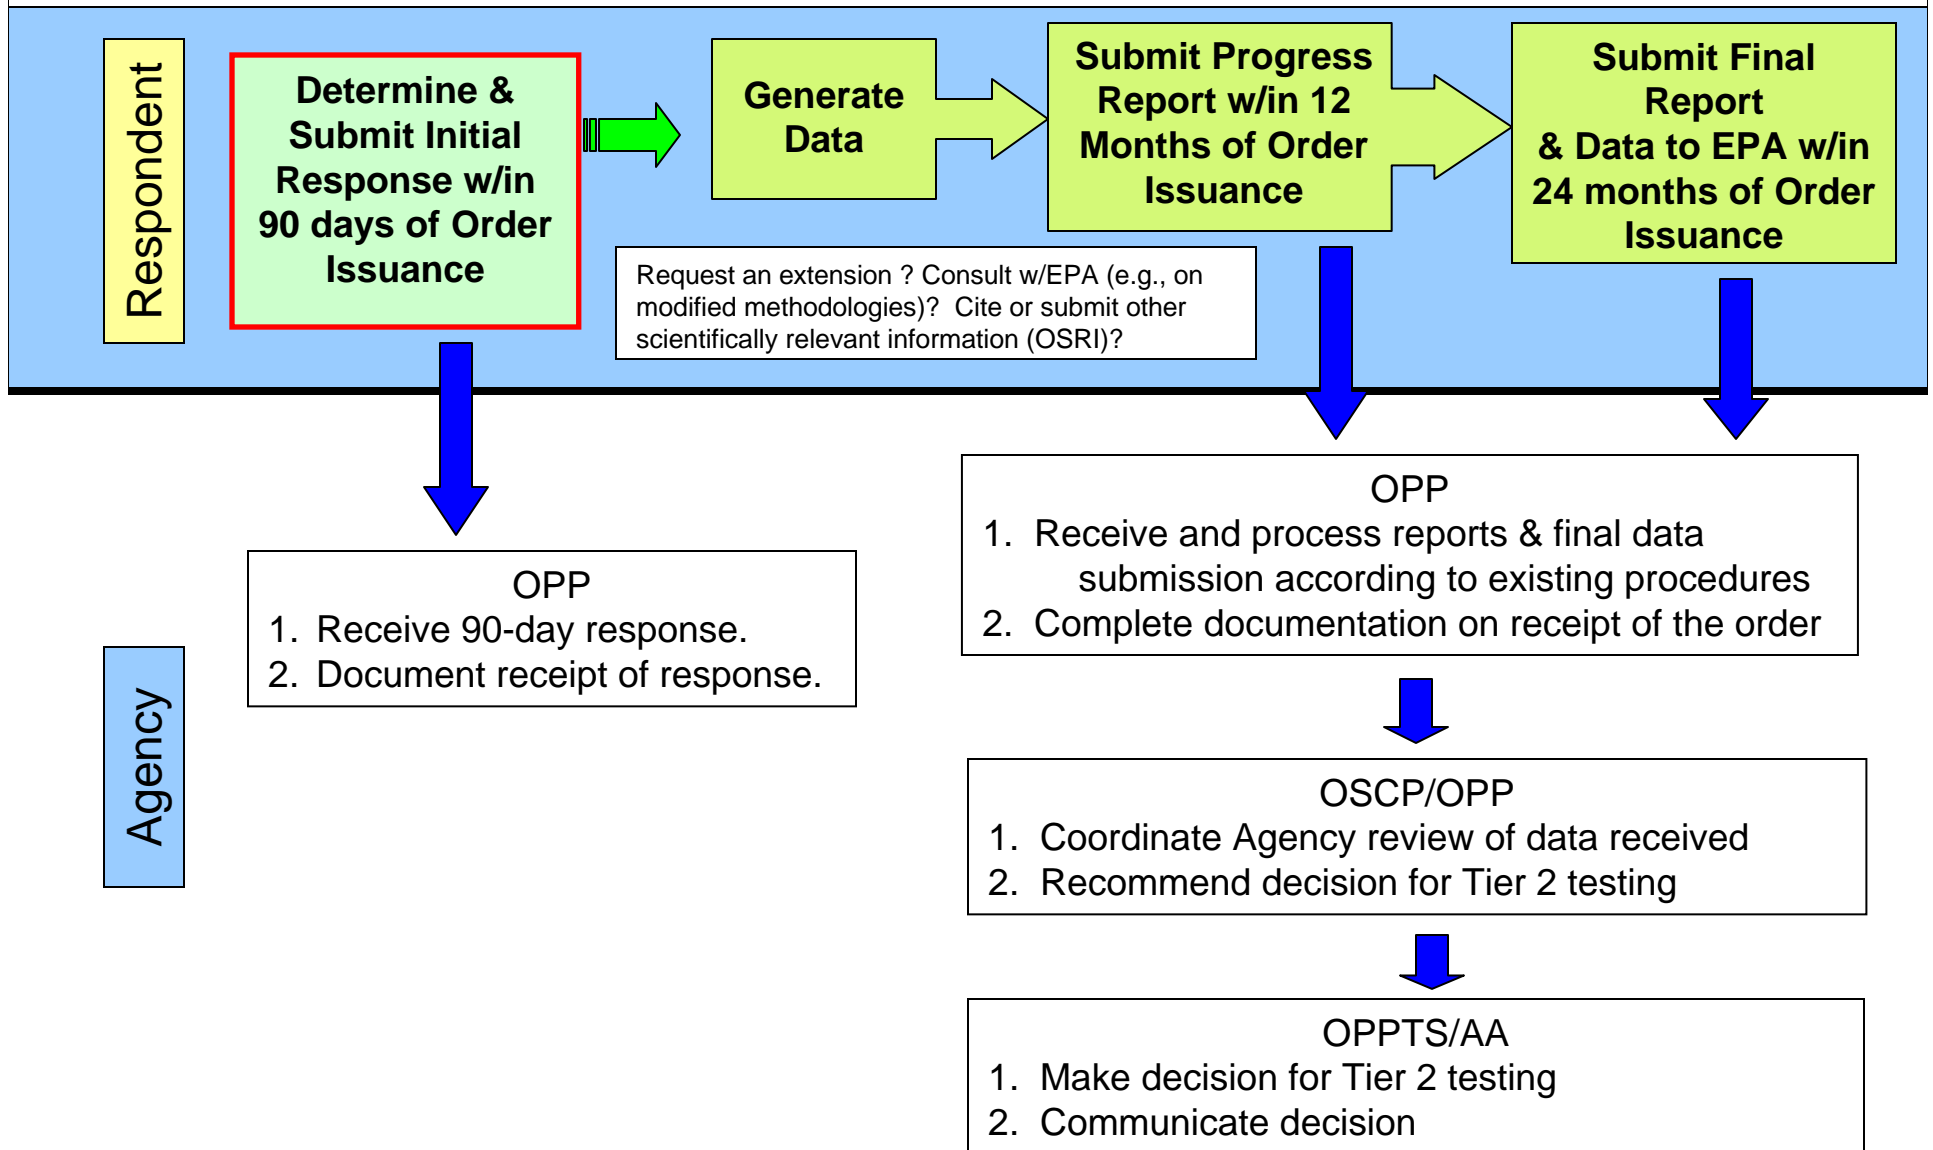 Respondent
Determine &
Submit Initial
Response w/in
90 days of Order
Issuance
Generate
Data
Submit Progress
Report w/in 12
Months of Order
Issuance
Submit Final
Report
& Data to EPA w/in
24 months of Order
Issuance
Request an extension ? Consult w/EPA (e.g., on
modified methodologies)?  Cite or submit other
scientifically relevant information (OSRI)?
Agency
OPP
1. Receive 90-day response.
2. Document receipt of response.
OPP
1. Receive and process reports & final data
submission according to existing procedures
2. Complete documentation on receipt of the order
OSCP/OPP
1. Coordinate Agency review of data received
2. Recommend decision for Tier 2 testing
OPPTS/AA
1. Make decision for Tier 2 testing
2. Communicate decision